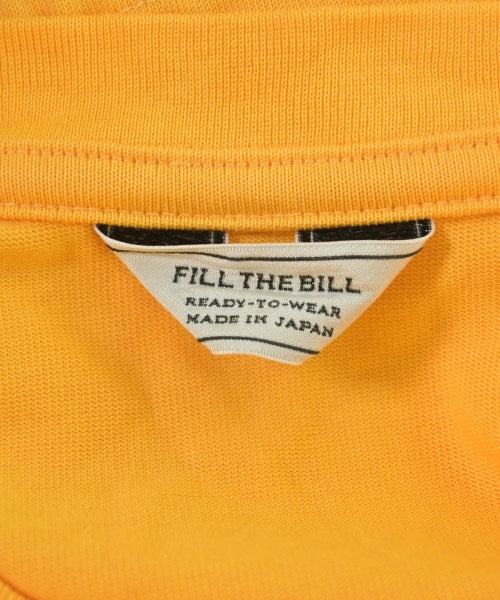 FILL THE BILL
READY-TO-WEAR
MADE IN JAPAN